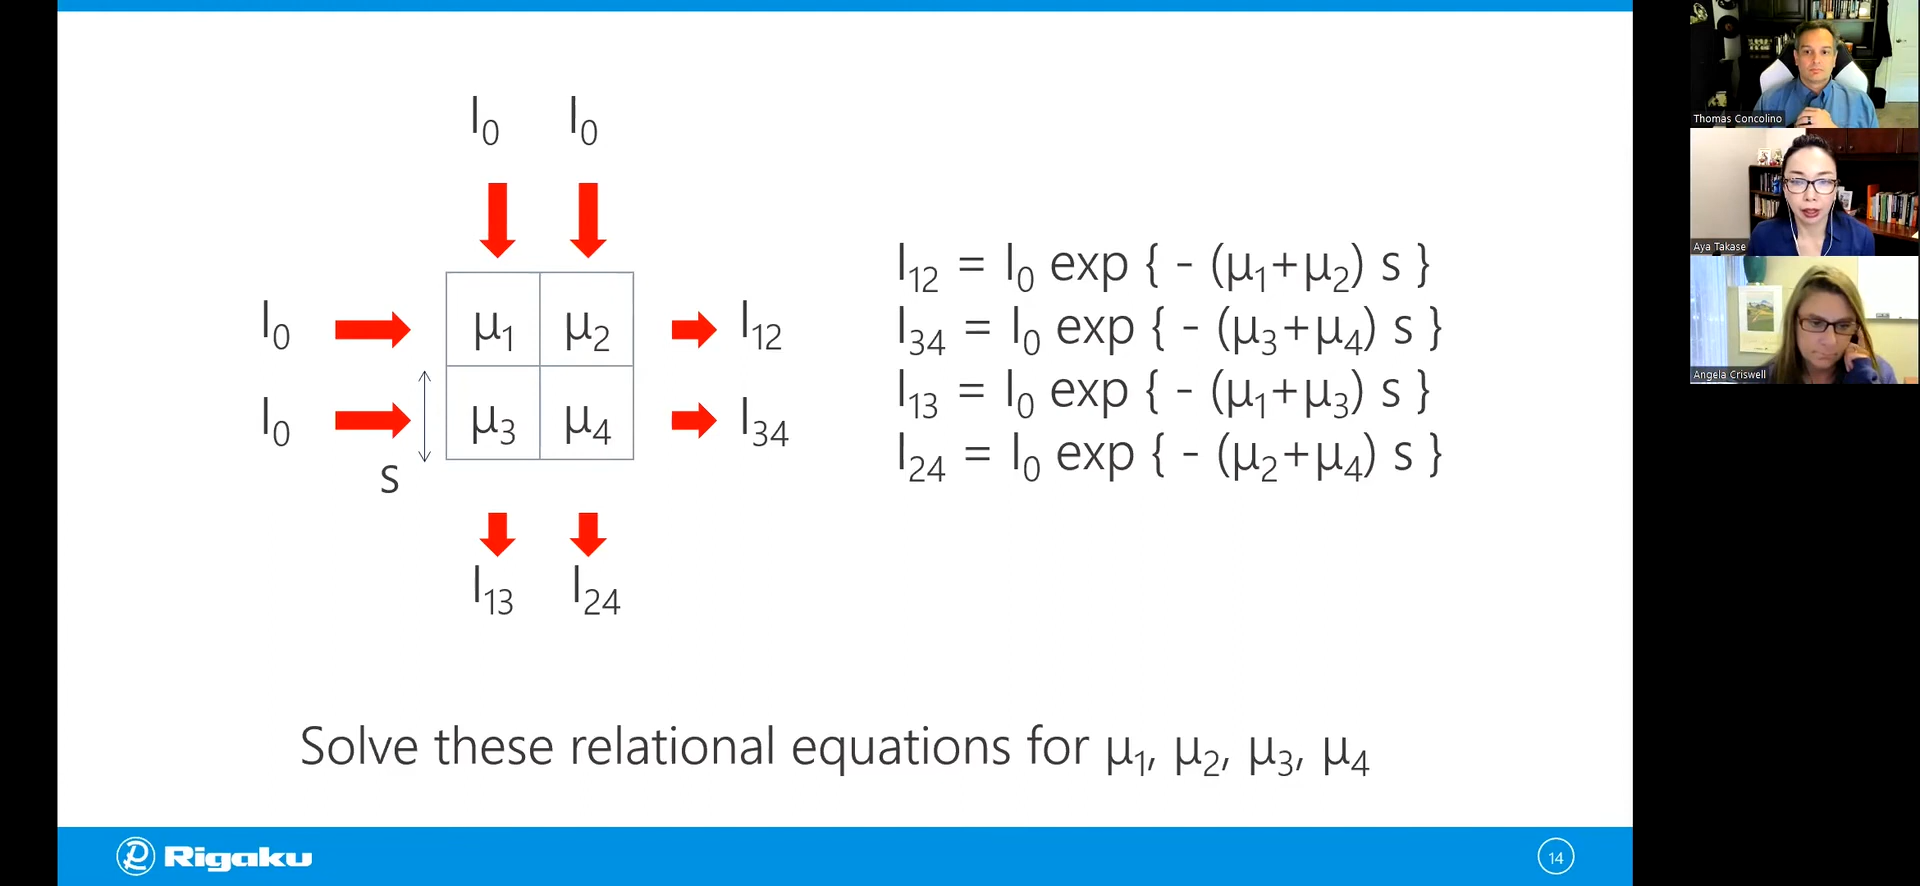 I₀ I₀
I₀ μ₁ μ₂ I₁₂
I₀ μ₃ μ₄ I₃₄
s
I₁₃ I₂₄
I₁₂ = I₀ exp { - (μ₁+μ₂) s }
I₃₄ = I₀ exp { - (μ₃+μ₄) s }
I₁₃ = I₀ exp { - (μ₁+μ₃) s }
I₂₄ = I₀ exp { - (μ₂+μ₄) s }
Solve these relational equations for μ₁, μ₂, μ₃, μ₄
Rigaku
14
Thomas Concolino
Aya Takase
Angela Criswell